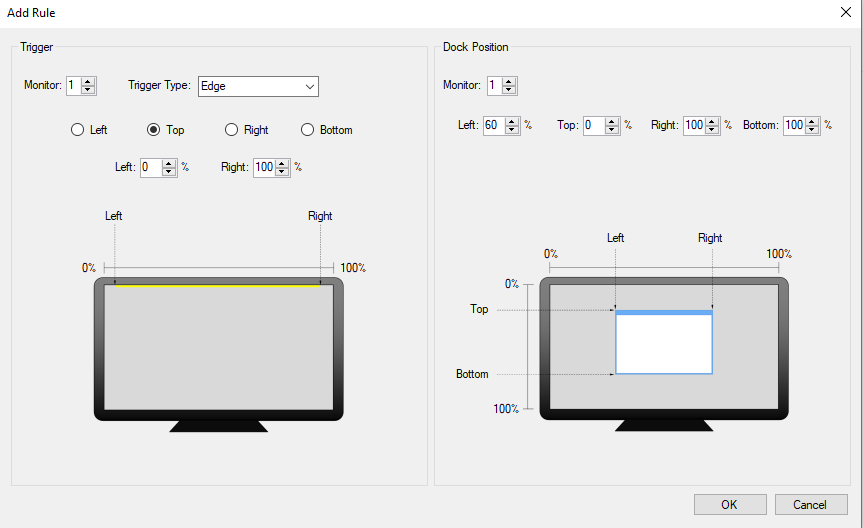 Add Rule
Trigger
Monitor: 1 Trigger Type: Edge
Left Top Right Bottom
Left: 0 % Right: 100 %
Left Right
0% 100%
Dock Position
Monitor: 1
Left: 60 % Top: 0 % Right: 100 % Bottom: 100 %
Left Right
0% 100%
0%
Top
Bottom
100%
OK Cancel